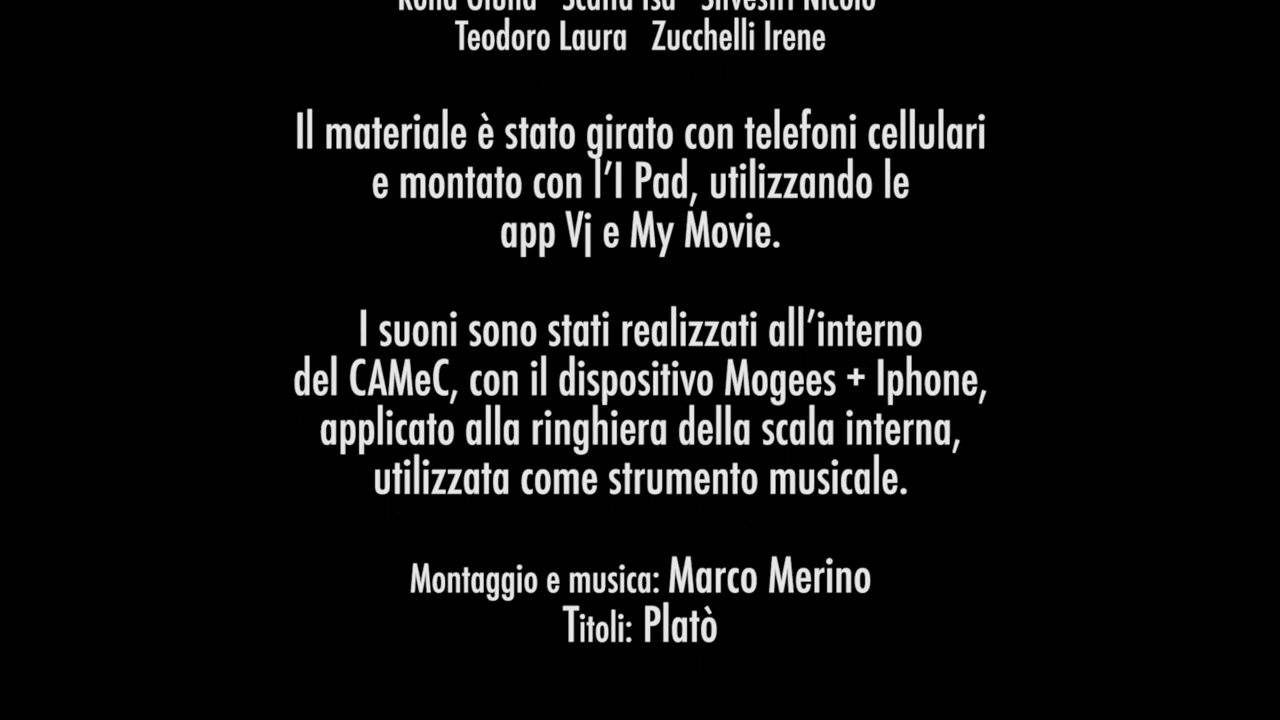 Teodoro Laura Zucchelli Irene
Il materiale è stato girato con telefoni cellulari
e montato con l'I Pad, utilizzando le
app Vj e My Movie.
I suoni sono stati realizzati all'interno
del CAMeC, con il dispositivo Mogees + Iphone,
applicato alla ringhiera della scala interna,
utilizzata come strumento musicale.
Montaggio e musica: Marco Merino
Titoli: Platò